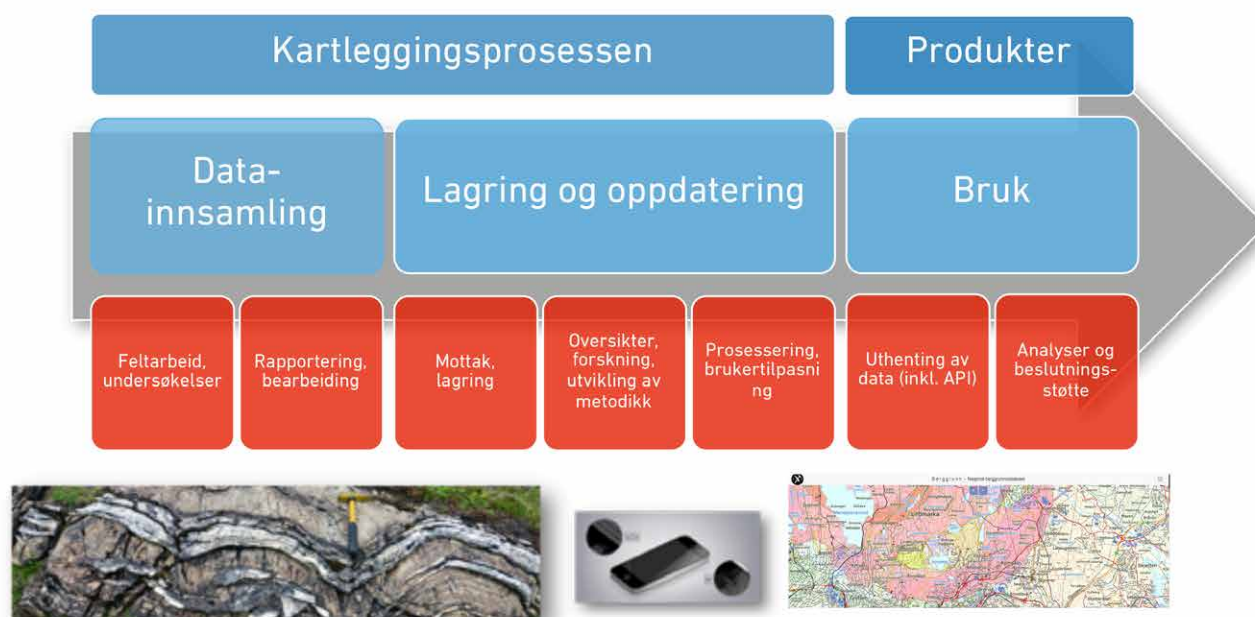 Kartleggingsprosessen
Produkter
Data-
innsamling
Lagring og oppdatering
Bruk
Feltarbeid,
undersøkelser
Rapportering,
bearbeiding
Mottak,
lagring
Oversikter,
forskning,
utvikling av
metodikk
Prosessering,
brukertilpasni
ng
Uthenting av
data (inkl. API)
Analyser og
beslutnings-
støtte